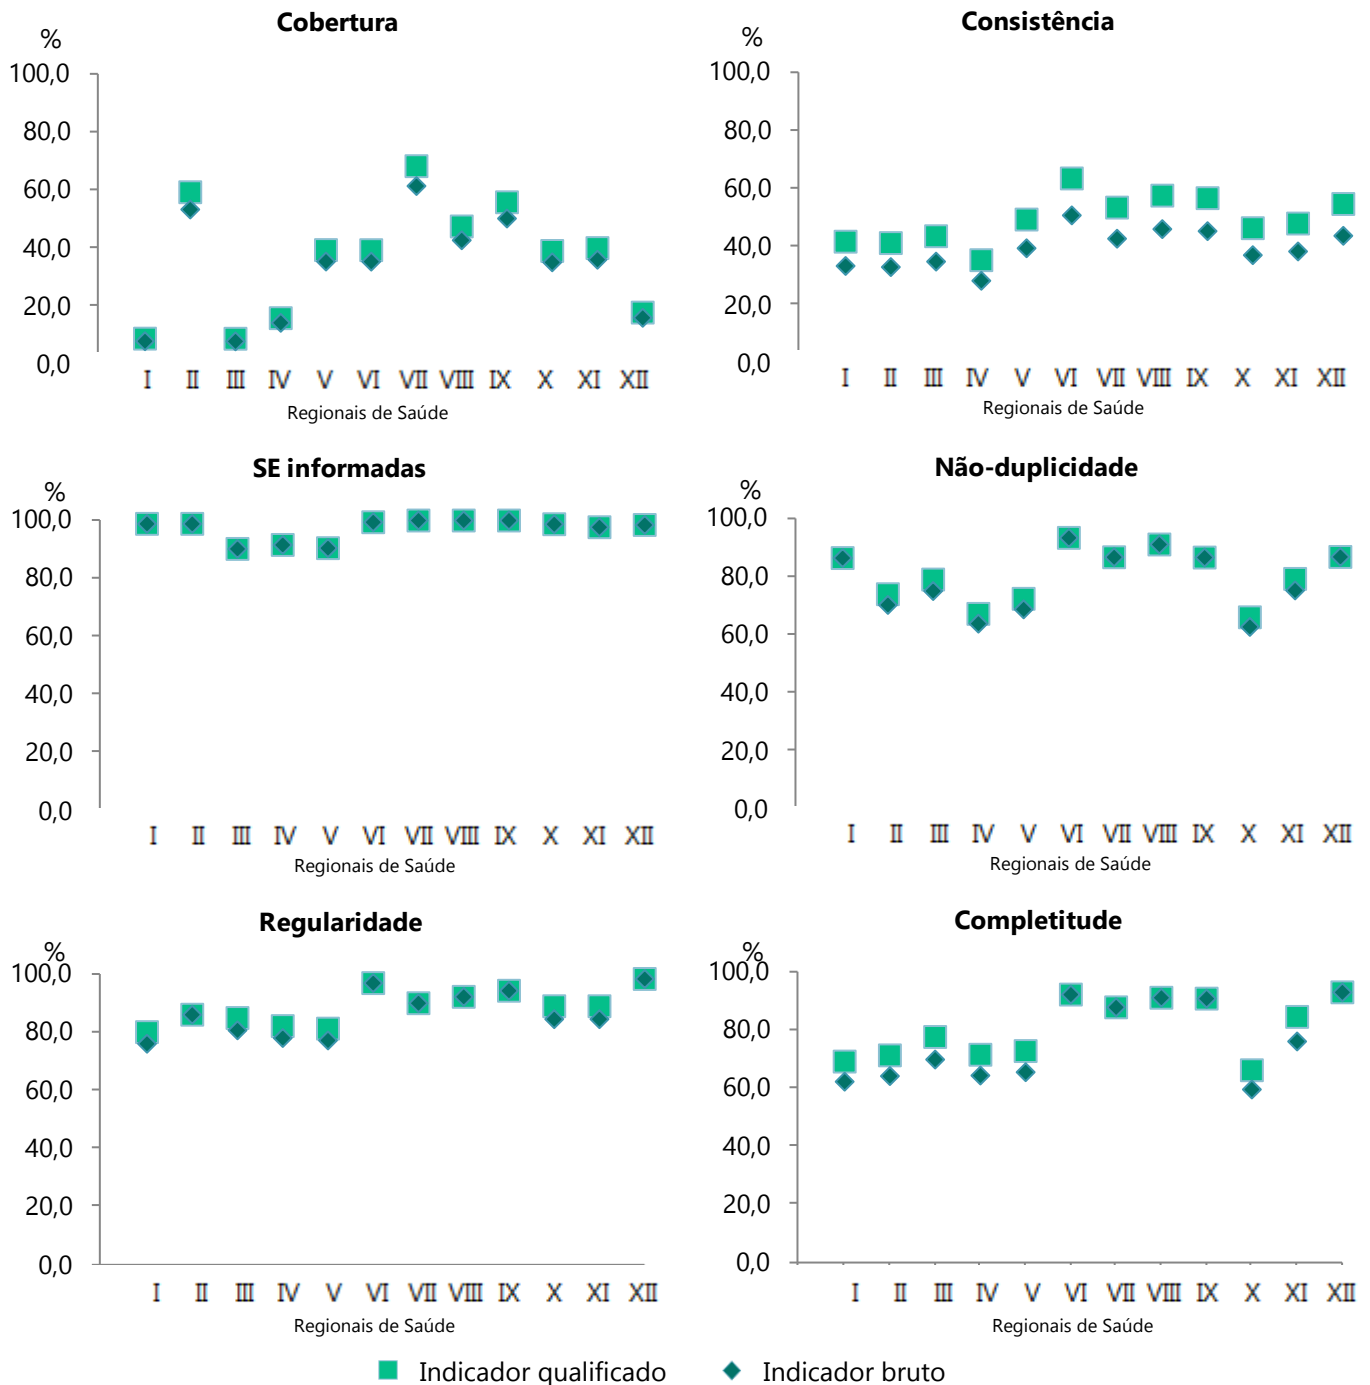 Cobertura
%
100,0
80,0
60,0
40,0
20,0
0,0
I II III IV V VI VII VIII IX X XI XII
Regionais de Saúde
Consistência
%
100,0
80,0
60,0
40,0
20,0
0,0
I II III IV V VI VII VIII IX X XI XII
Regionais de Saúde
SE informadas
%
100,0
80,0
60,0
40,0
20,0
0,0
I II III IV V VI VII VIII IX X XI XII
Regionais de Saúde
Não-duplicidade
%
100,0
80,0
60,0
40,0
20,0
0,0
I II III IV V VI VII VIII IX X XI XII
Regionais de Saúde
Regularidade
%
100,0
80,0
60,0
40,0
20,0
0,0
I II III IV V VI VII VIII IX X XI XII
Regionais de Saúde
Completitude
%
100,0
80,0
60,0
40,0
20,0
0,0
I II III IV V VI VII VIII IX X XI XII
Regionais de Saúde
Indicador qualificado Indicador bruto